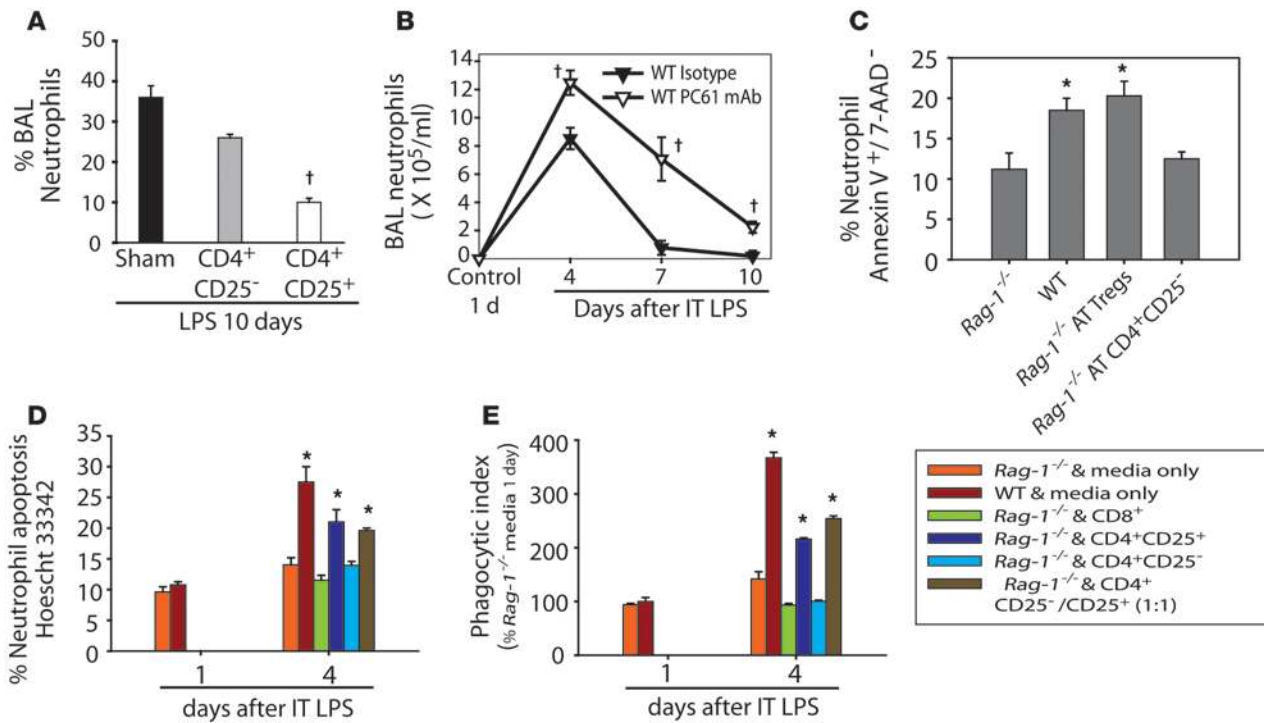 A
% BAL
Neutrophils
50
40
30
20
10
0
†
Sham
CD4+
CD25-
CD4+
CD25+
LPS 10 days
B
BAL neutrophils
( X 10^5/ml)
14
12
10
8
6
4
2
0
WT Isotype
WT PC61 mAb
†
†
†
Control
1 d
4
7
10
Days after IT LPS
C
% Neutrophil
Annexin V+/ 7-AAD-
25
20
15
10
5
0
*
*
Rag-1-/-
WT
Rag-1-/- AT Tregs
Rag-1-/- AT CD4+CD25-
D
% Neutrophil apoptosis
Hoescht 33342
35
30
25
20
15
10
5
0
*
*
*
1
4
days after IT LPS
E
Phagocytic index
(% Rag-1-/- media 1 day)
400
300
200
100
0
*
*
*
1
4
days after IT LPS
Rag-1-/- & media only
WT & media only
Rag-1-/- & CD8+
Rag-1-/- & CD4+CD25+
Rag-1-/- & CD4+CD25-
Rag-1-/- & CD4+
CD25-/CD25+ (1:1)